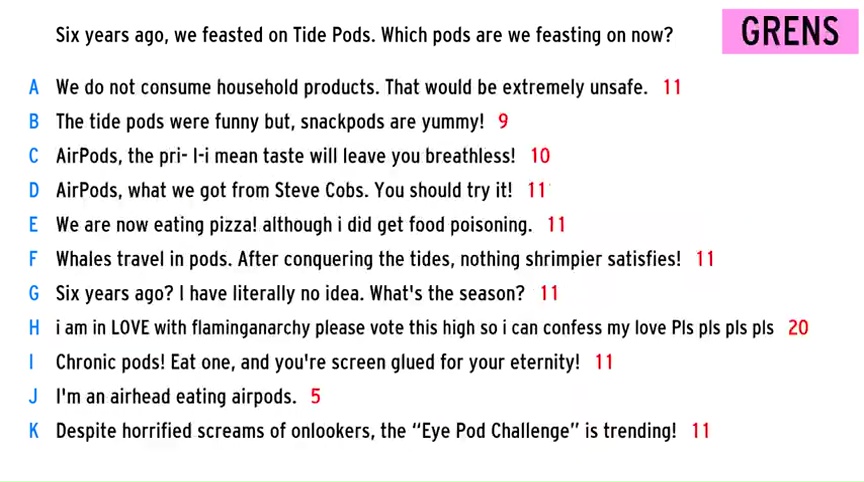 Six years ago, we feasted on Tide Pods. Which pods are we feasting on now?
GRENS
A We do not consume household products. That would be extremely unsafe. 11
B The tide pods were funny but, snackpods are yummy! 9
C AirPods, the pri- I-i mean taste will leave you breathless! 10
D AirPods, what we got from Steve Cobs. You should try it! 11
E We are now eating pizza! although i did get food poisoning. 11
F Whales travel in pods. After conquering the tides, nothing shrimpier satisfies! 11
G Six years ago? I have literally no idea. What's the season? 11
H i am in LOVE with flaminganarchy please vote this high so i can confess my love Pls pls pls pls 20
I Chronic pods! Eat one, and you're screen glued for your eternity! 11
J I'm an airhead eating airpods. 5
K Despite horrified screams of onlookers, the “Eye Pod Challenge” is trending! 11